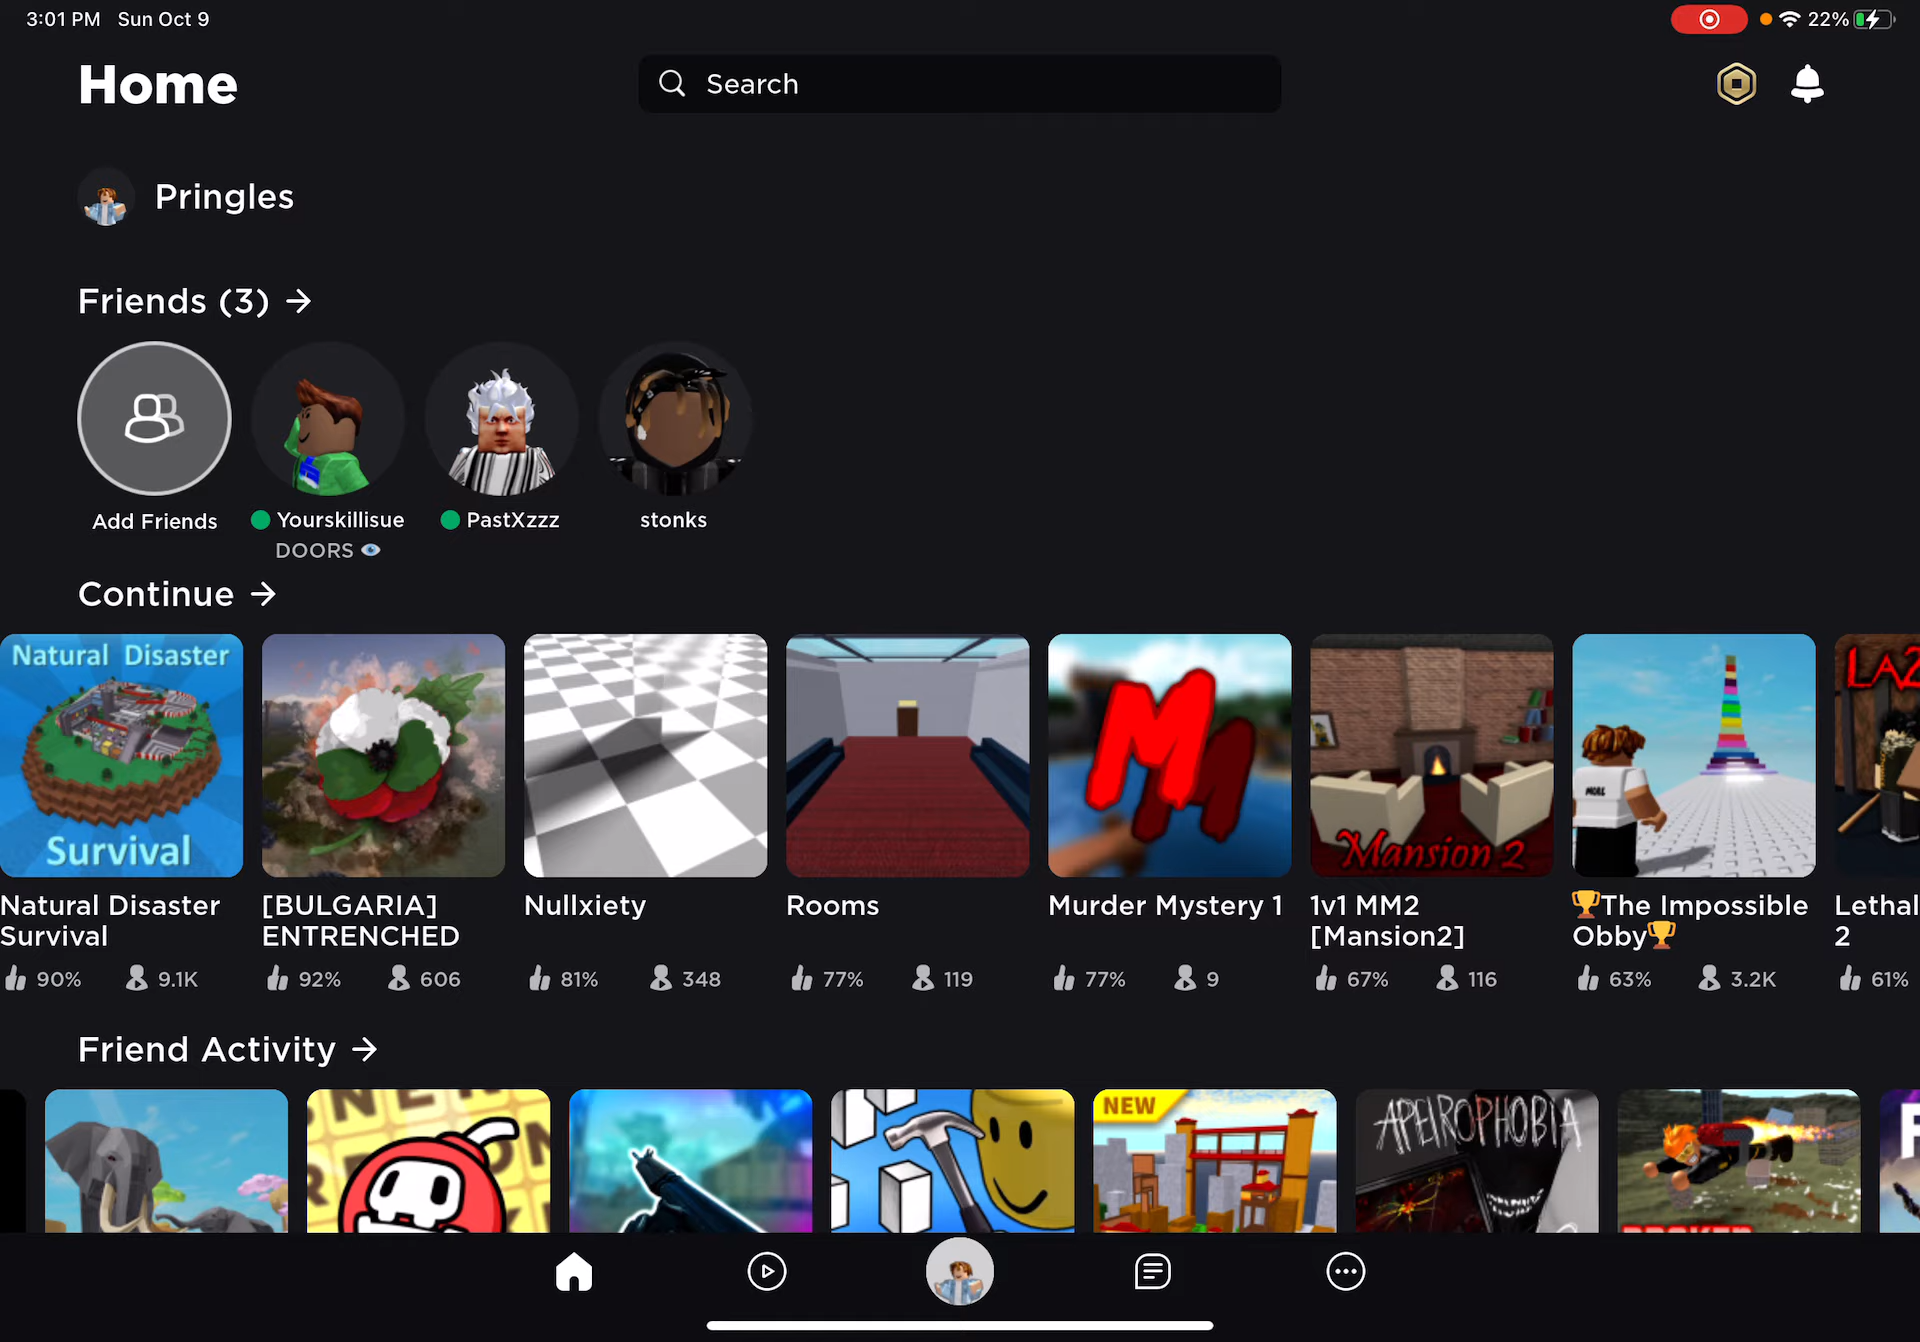 3:01 PM Sun Oct 9
22%
Home
Search
Pringles
Friends (3)
Add Friends
Yourskillisue
DOORS
PastXzzz
stonks
Continue
Natural Disaster
Survival
Mansion 2
Natural Disaster
Survival
90% 9.1K
[BULGARIA]
ENTRENCHED
92% 606
Nullxiety
81% 348
Rooms
77% 119
Murder Mystery 1
77% 9
1v1 MM2
[Mansion2]
67% 116
🏆The Impossible
Obby🏆
63% 3.2K
Lethal
2
61%
Friend Activity
NEW
APEIROPHOBIA